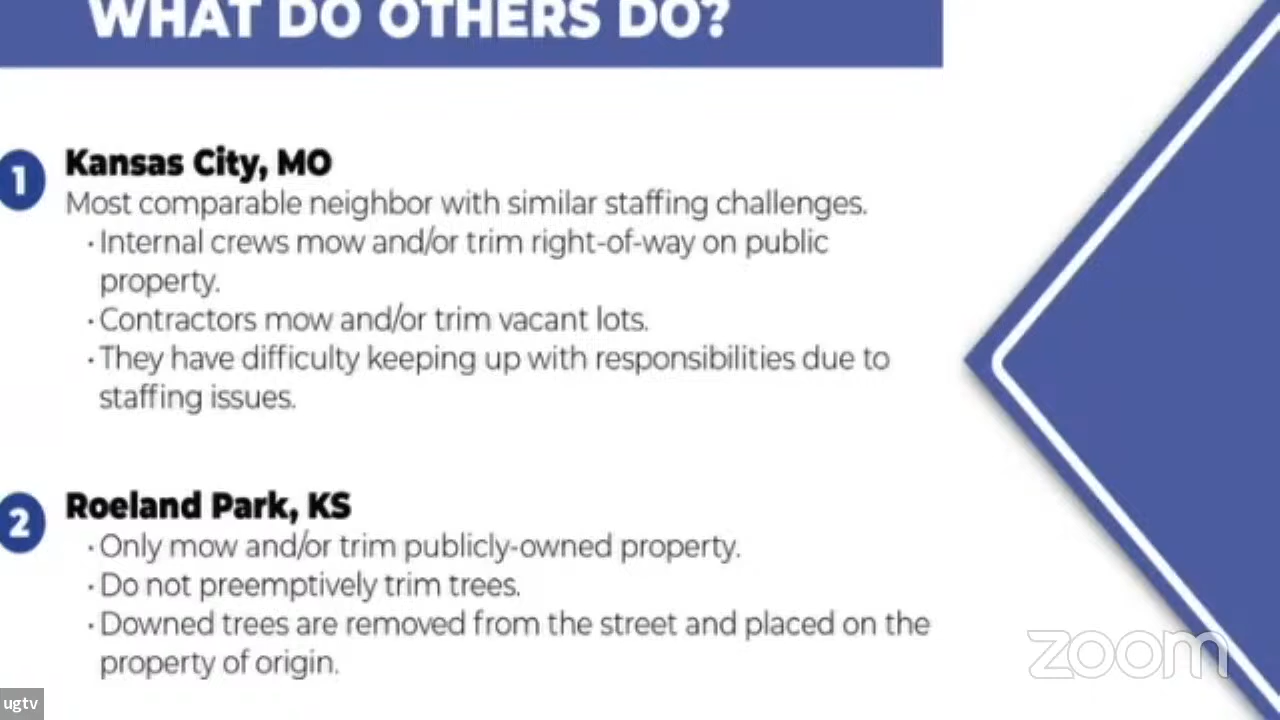 WHAT DO OTHERS DO?
1
Kansas City, MO
Most comparable neighbor with similar staffing challenges.
· Internal crews mow and/or trim right-of-way on public
property.
· Contractors mow and/or trim vacant lots.
· They have difficulty keeping up with responsibilities due to
staffing issues.
2
Roeland Park, KS
· Only mow and/or trim publicly-owned property.
· Do not preemptively trim trees.
· Downed trees are removed from the street and placed on the
property of origin.
zoom
ugtv